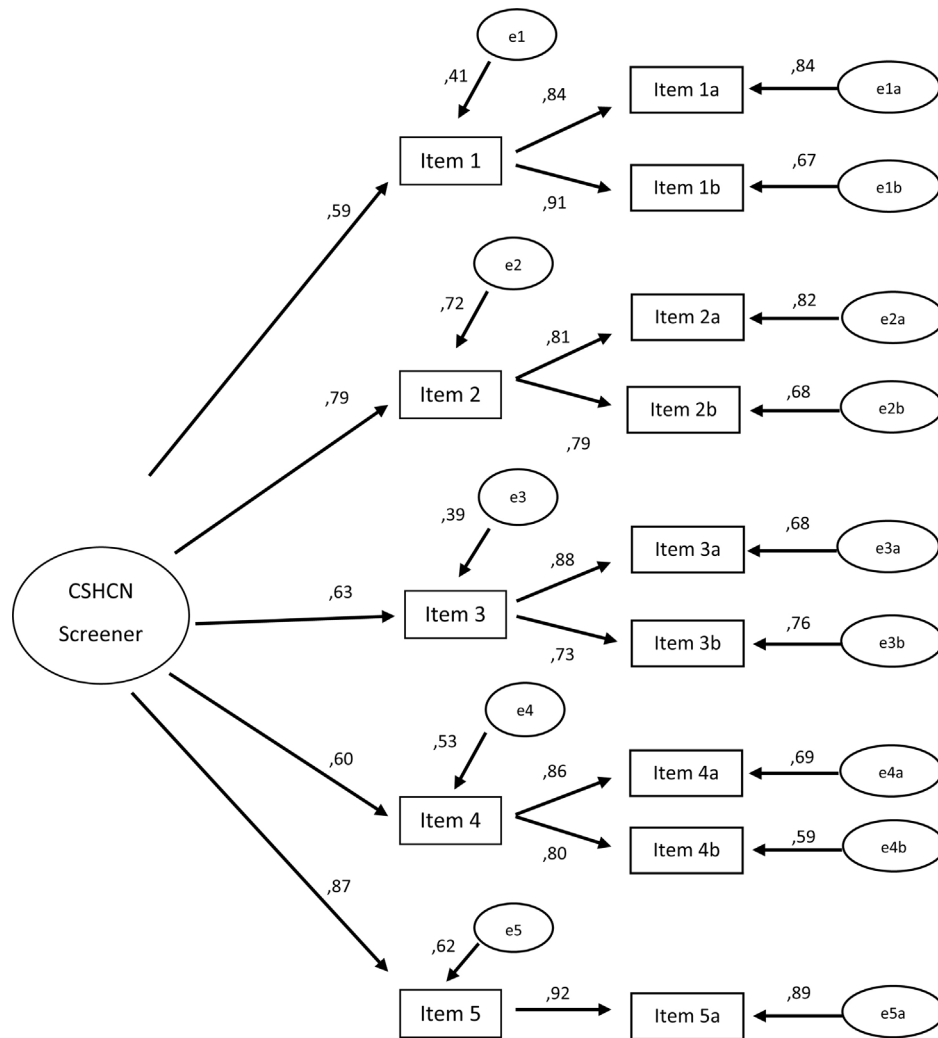 e1
,41
,84
,84
Item 1a
e1a
Item 1
,67
Item 1b
e1b
,91
,59
e2
,72
,82
Item 2a
e2a
,81
Item 2
,79
,68
Item 2b
e2b
,79
e3
,39
,68
Item 3a
e3a
,88
CSHCN
Screener
,63
Item 3
,76
Item 3b
e3b
,73
e4
,53
,69
Item 4a
e4a
,86
,60
Item 4
,59
Item 4b
e4b
,80
,87
e5
,62
,92
,89
Item 5
Item 5a
e5a